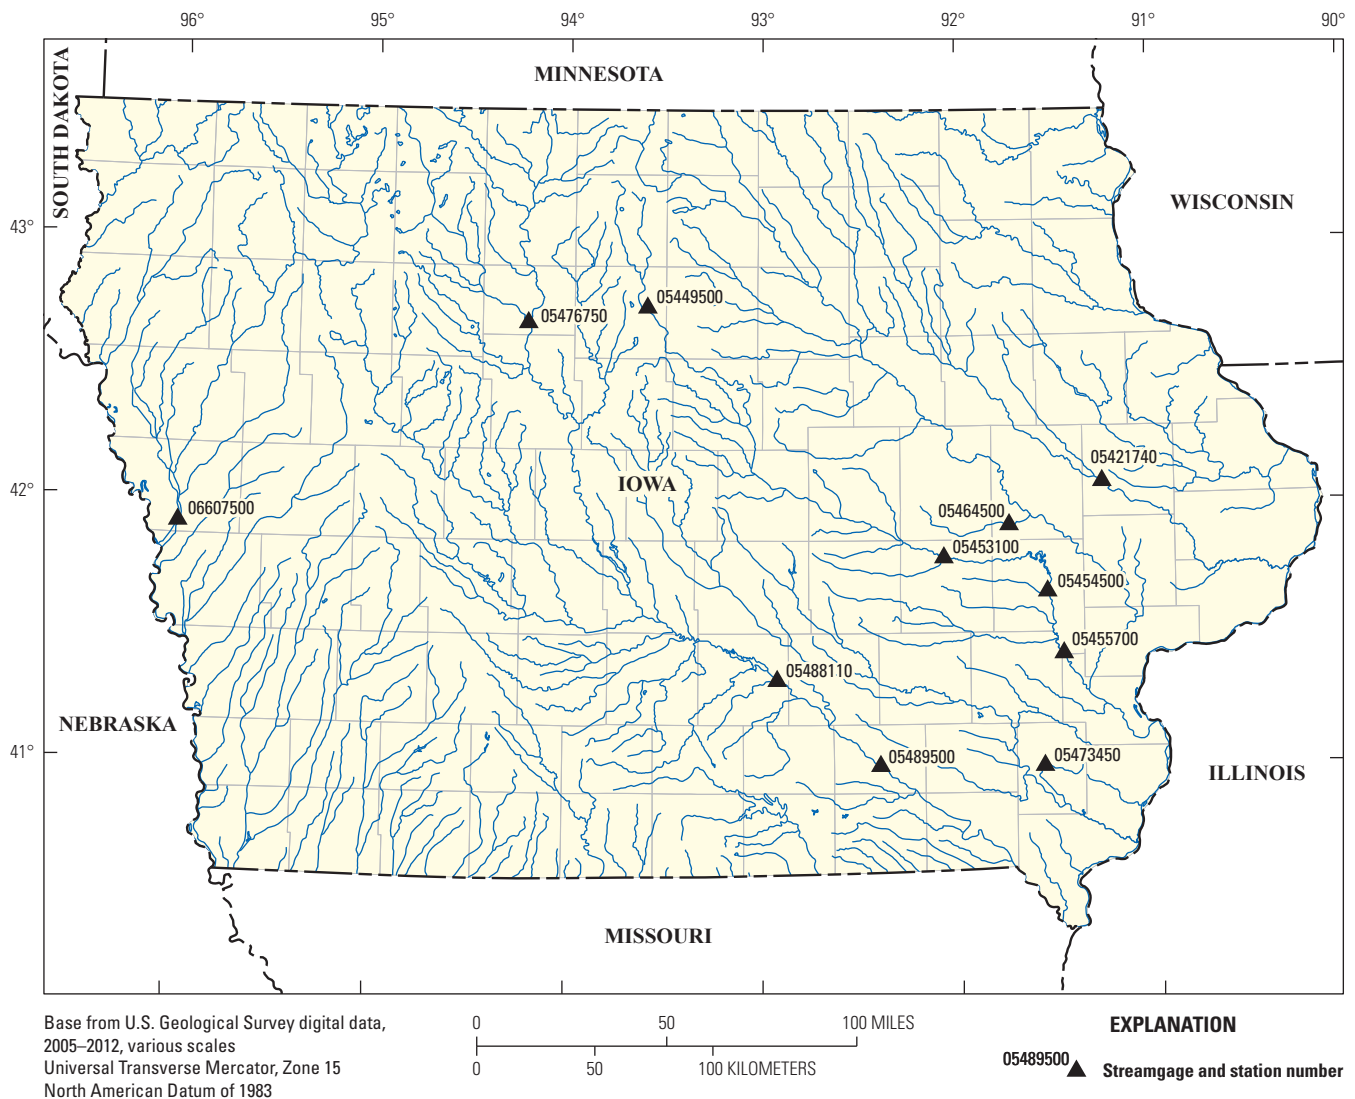 96° 95° 94° 93° 92° 91° 90°
SOUTH DAKOTA
MINNESOTA
WISCONSIN
43°
05449500
05476750
05421740
42°
IOWA
06607500
05464500
05453100
05454500
05455700
05488110
NEBRASKA
41°
05489500
05473450
ILLINOIS
MISSOURI
Base from U.S. Geological Survey digital data,
2005–2012, various scales
Universal Transverse Mercator, Zone 15
North American Datum of 1983
0 50 100 MILES
0 50 100 KILOMETERS
EXPLANATION
05489500
Streamgage and station number